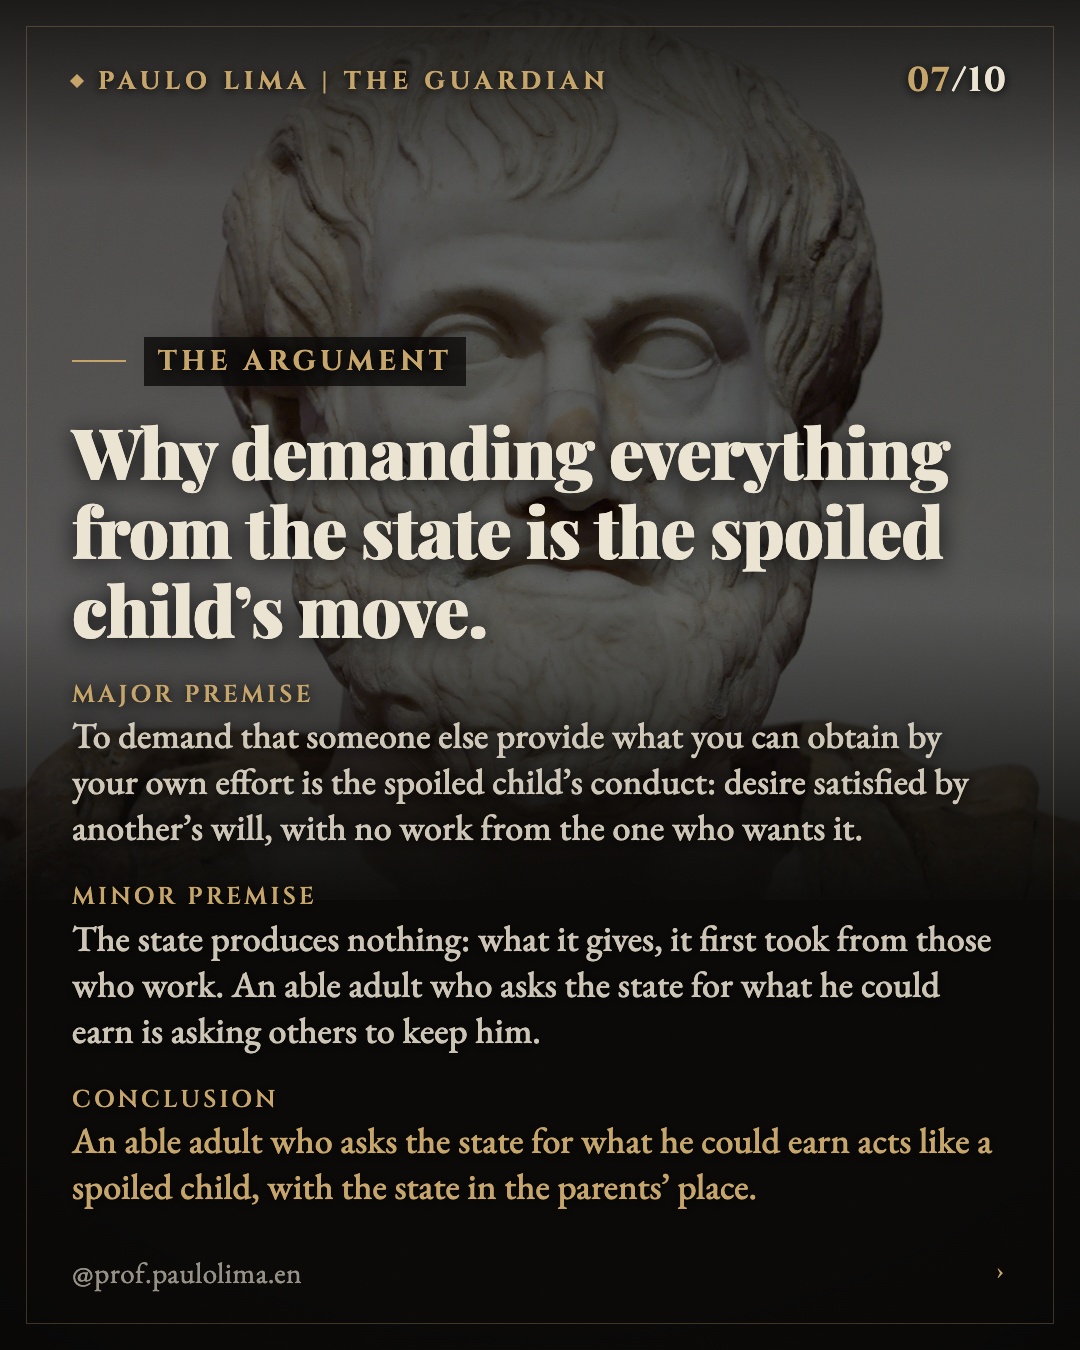 ◆ PAULO LIMA | THE GUARDIAN
07/10
THE ARGUMENT
Why demanding everything
from the state is the spoiled
child’s move.
MAJOR PREMISE
To demand that someone else provide what you can obtain by
your own effort is the spoiled child’s conduct: desire satisfied by
another’s will, with no work from the one who wants it.
MINOR PREMISE
The state produces nothing: what it gives, it first took from those
who work. An able adult who asks the state for what he could
earn is asking others to keep him.
CONCLUSION
An able adult who asks the state for what he could earn acts like a
spoiled child, with the state in the parents’ place.
@prof.paulolima.en
›